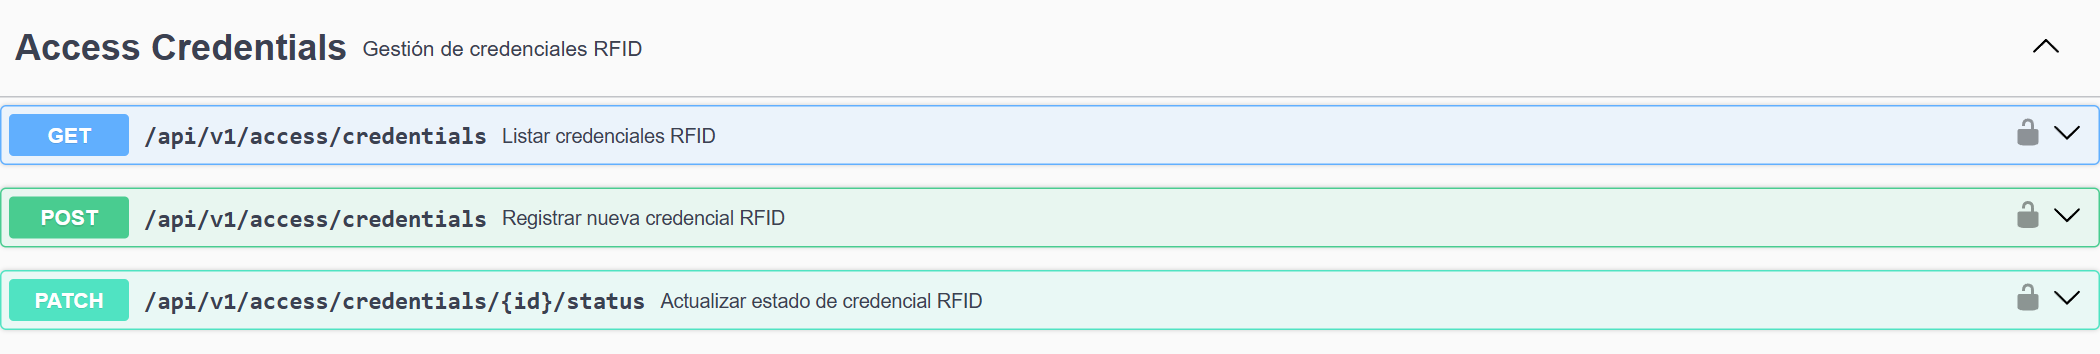 Access Credentials Gestión de credenciales RFID
GET /api/v1/access/credentials Listar credenciales RFID
POST /api/v1/access/credentials Registrar nueva credencial RFID
PATCH /api/v1/access/credentials/{id}/status Actualizar estado de credencial RFID